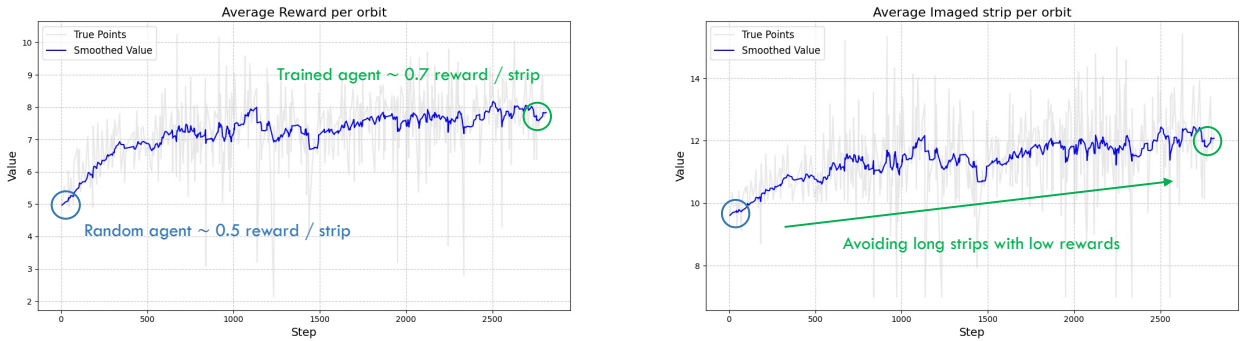 Average Reward per orbit
True Points
Smoothed Value
Trained agent ~ 0.7 reward / strip
Random agent ~ 0.5 reward / strip
Value
10
9
8
7
6
5
4
3
2
0
500
1000
1500
2000
2500
Step
Average Imaged strip per orbit
True Points
Smoothed Value
Avoiding long strips with low rewards
Value
14
12
10
8
0
500
1000
1500
2000
2500
Step